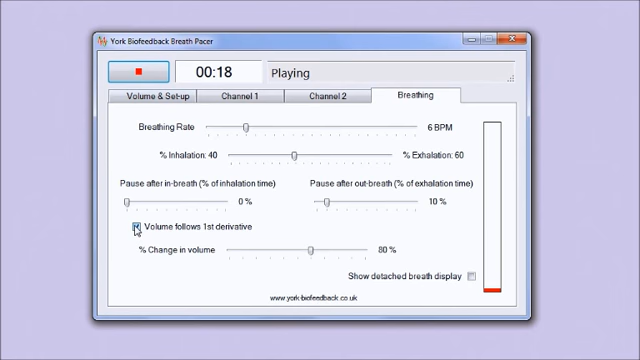 York Biofeedback Breath Pacer
00:18
Playing
Volume & Set-up
Channel 1
Channel 2
Breathing
Breathing Rate
6 BPM
% Inhalation: 40
% Exhalation: 60
Pause after in-breath (% of inhalation time)
Pause after out-breath (% of exhalation time)
0 %
10 %
Volume follows 1st derivative
% Change in volume
80 %
Show detached breath display
www.york-biofeedback.co.uk